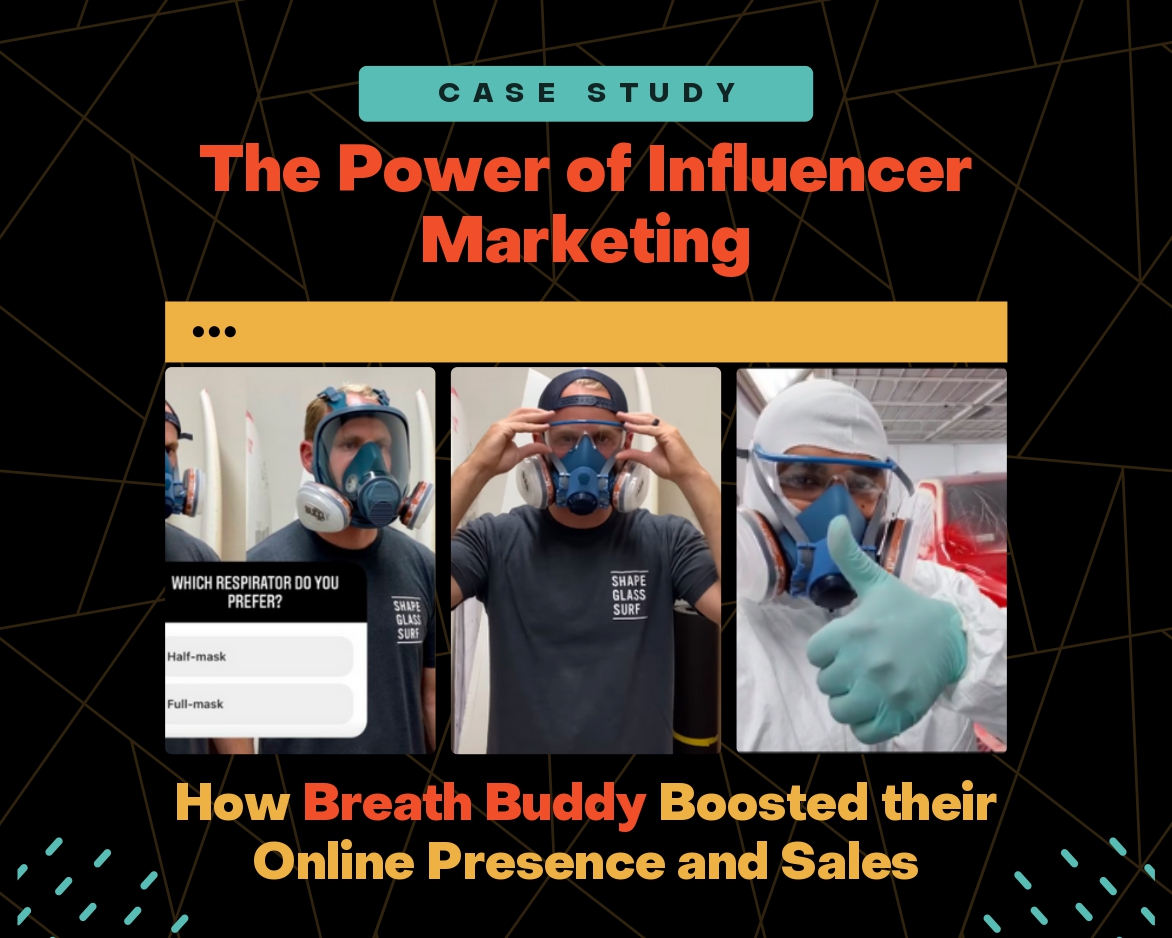 CASE STUDY
The Power of Influencer
Marketing
WHICH RESPIRATOR DO YOU
PREFER?
Half-mask
Full-mask
SHAPE
GLASS
SURF
SHAPE
GLASS
SURF
How Breath Buddy Boosted their
Online Presence and Sales